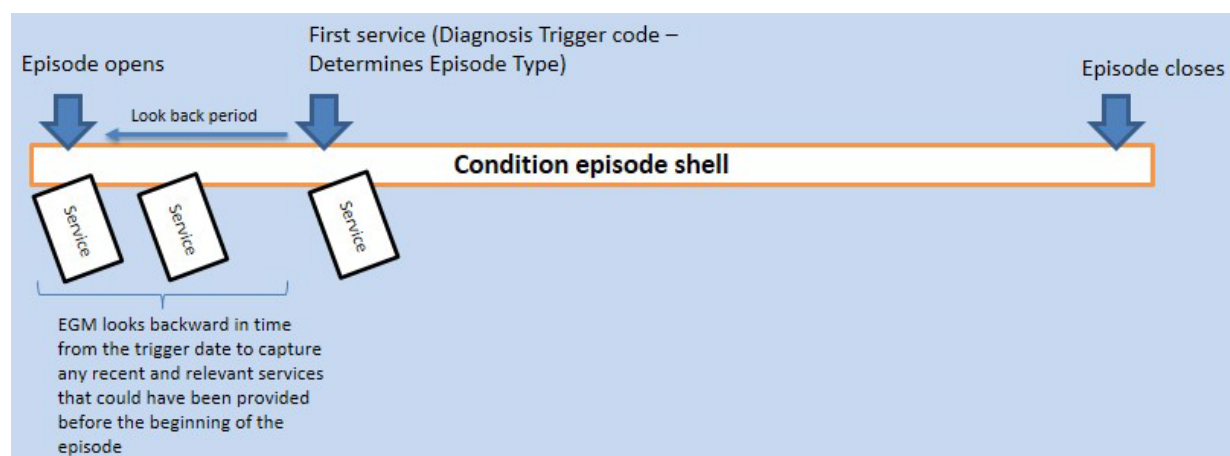 First service (Diagnosis Trigger code –
Determines Episode Type)
Episode opens
Episode closes
Look back period
Condition episode shell
Service
Service
Service
EGM looks backward in time
from the trigger date to capture
any recent and relevant services
that could have been provided
before the beginning of the
episode